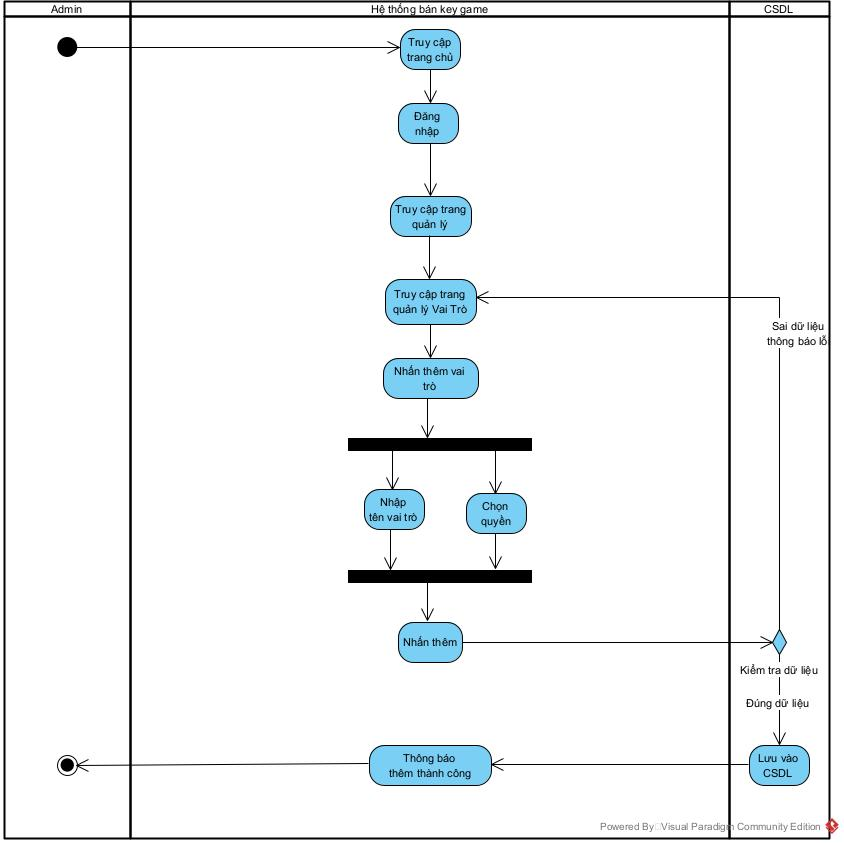 Admin
Hệ thống bán key game
CSDL
Truy cập
trang chủ
Đăng
nhập
Truy cập trang
quản lý
Truy cập trang
quản lý Vai Trò
Sai dữ liệu
thông báo lỗ
Nhấn thêm vai
trò
Nhập
tên vai trò
Chọn
quyền
Nhấn thêm
Kiểm tra dữ liệu
Đúng dữ liệu
Thông báo
thêm thành công
Lưu vào
CSDL
Powered By Visual Paradigm Community Edition